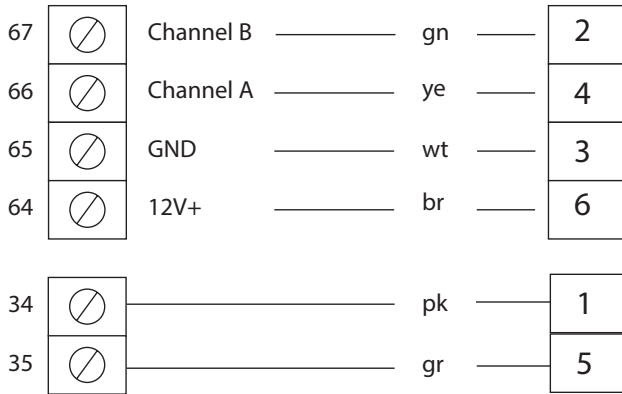 67 Channel B gn 2
66 Channel A ye 4
65 GND wt 3
64 12V+ br 6
34 pk 1
35 gr 5